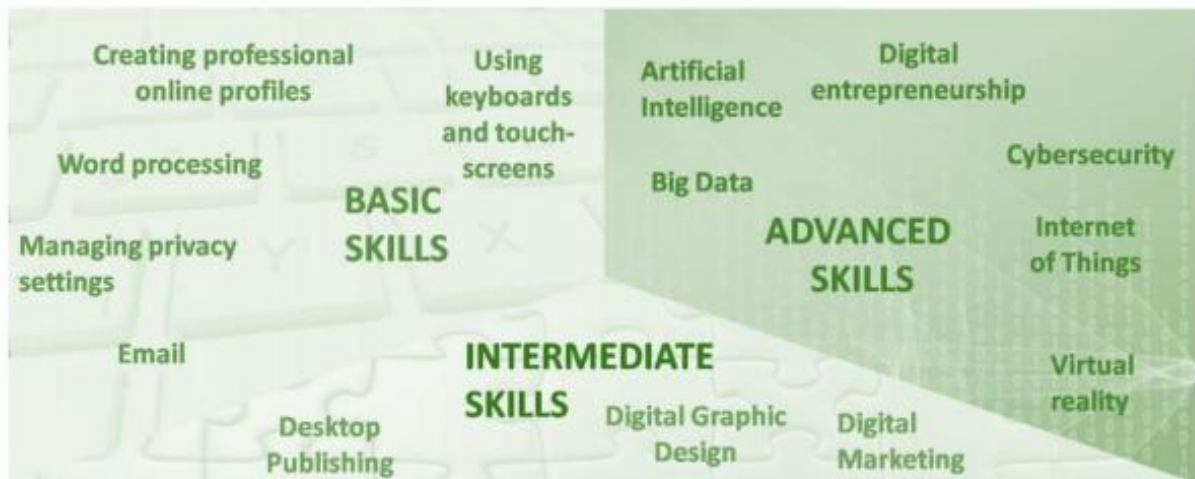 Creating professional
online profiles
Using
keyboards
and touch-
screens
Word processing
BASIC
SKILLS
Managing privacy
settings
Email
Artificial
Intelligence
Digital
entrepreneurship
Cybersecurity
Big Data
ADVANCED
SKILLS
Internet
of Things
Virtual
reality
INTERMEDIATE
SKILLS
Desktop
Publishing
Digital Graphic
Design
Digital
Marketing